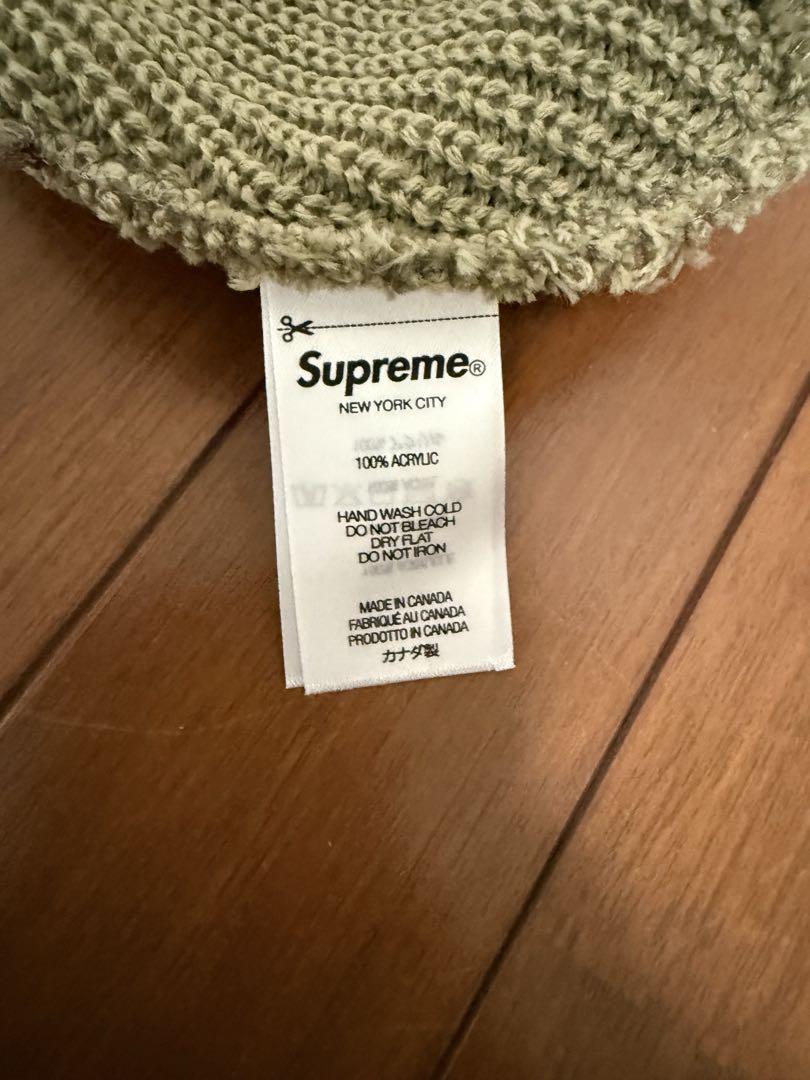 Supreme®
NEW YORK CITY
100% ACRYLIC
HAND WASH COLD
DO NOT BLEACH
DRY FLAT
DO NOT IRON
MADE IN CANADA
FABRIQUÉ AU CANADA
PRODOTTO IN CANADA
カナダ製